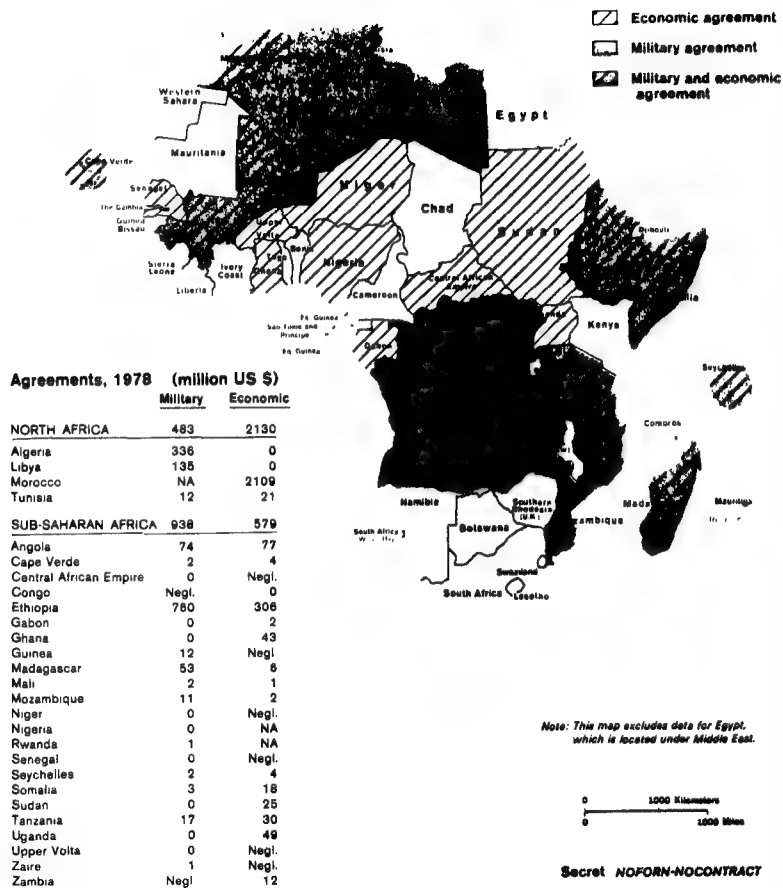 Economic agreement
Military agreement
Military and economic
agreement
Western
Sahara
Egypt
Mauritania
Cape Verde
Senegal
The Gambia
Guinea
Bissau
Niger
Chad
Sudan
Djibouti
Upper
Volta
Benin
Togo
Ghana
Nigeria
Sierra
Leone
Ivory
Coast
Liberia
Central African
Empire
Cameroon
Kenya
Eq. Guinea
Sao Tome and
Principe
Eq. Guinea
Gabon
Seychelles
Comoros
Mauritius
Namibia
Southern
Rhodesia
(U.K.)
Botswana
South Africa
Swaziland
South Africa
Lesotho
Agreements, 1978 (million US $)
Military Economic
NORTH AFRICA 483 2130
Algeria 336 0
Libya 135 0
Morocco NA 2109
Tunisia 12 21
SUB-SAHARAN AFRICA 938 579
Angola 74 77
Cape Verde 2 4
Central African Empire 0 Negl.
Congo Negl. 0
Ethiopia 760 306
Gabon 0 2
Ghana 0 43
Guinea 12 Negl
Madagascar 53 6
Mali 2 1
Mozambique 11 2
Niger 0 Negl.
Nigeria 0 NA
Rwanda 1 NA
Senegal 0 Negl.
Seychelles 2 4
Somalia 3 18
Sudan 0 25
Tanzania 17 30
Uganda 0 49
Upper Volta 0 Negl.
Zaire 1 Negl.
Zambia Negl 12
Note: This map excludes data for Egypt,
which is located under Middle East.
0 1000 Kilometers
0 1000 Miles
Secret NOFORN-NOCONTRACT